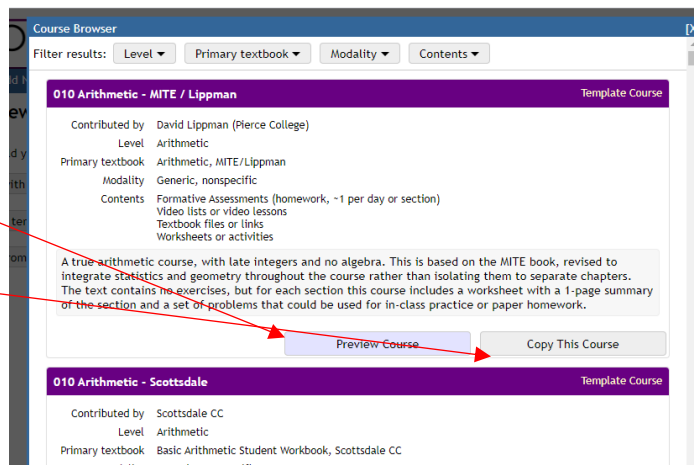 Course Browser [X
Filter results: Level ▼ Primary textbook ▼ Modality ▼ Contents ▼
010 Arithmetic - MITE / Lippman Template Course
Contributed by David Lippman (Pierce College)
Level Arithmetic
Primary textbook Arithmetic, MITE/Lippman
Modality Generic, nonspecific
Contents Formative Assessments (homework, ~1 per day or section)
Video lists or video lessons
Textbook files or links
Worksheets or activities
A true arithmetic course, with late integers and no algebra. This is based on the MITE book, revised to
integrate statistics and geometry throughout the course rather than isolating them to separate chapters.
The text contains no exercises, but for each section this course includes a worksheet with a 1-page summary
of the section and a set of problems that could be used for in-class practice or paper homework.
Preview Course Copy This Course
010 Arithmetic - Scottsdale Template Course
Contributed by Scottsdale CC
Level Arithmetic
Primary textbook Basic Arithmetic Student Workbook, Scottsdale CC